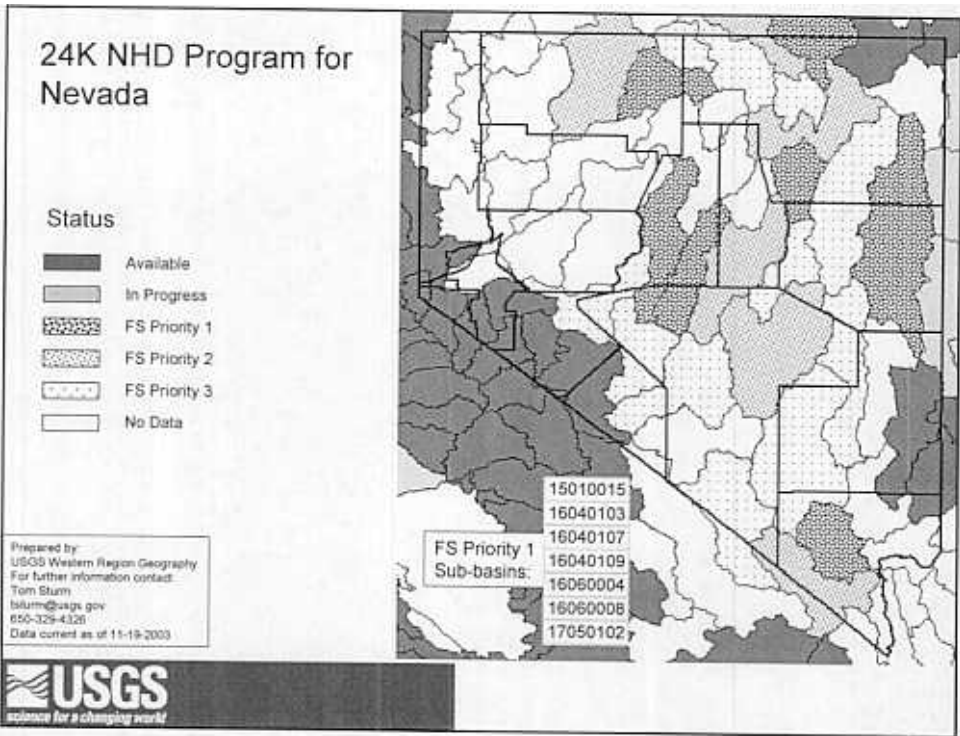 24K NHD Program for
Nevada
Status
Available
In Progress
FS Priority 1
FS Priority 2
FS Priority 3
No Data
15010015
16040103
16040107
16040109
16060004
16060008
17050102
FS Priority 1
Sub-basins:
Prepared by:
USGS Western Region Geography
For further information contact:
Tom Sturm
tsturm@usgs.gov
650-329-4326
Data current as of 11-19-2003
USGS
science for a changing world